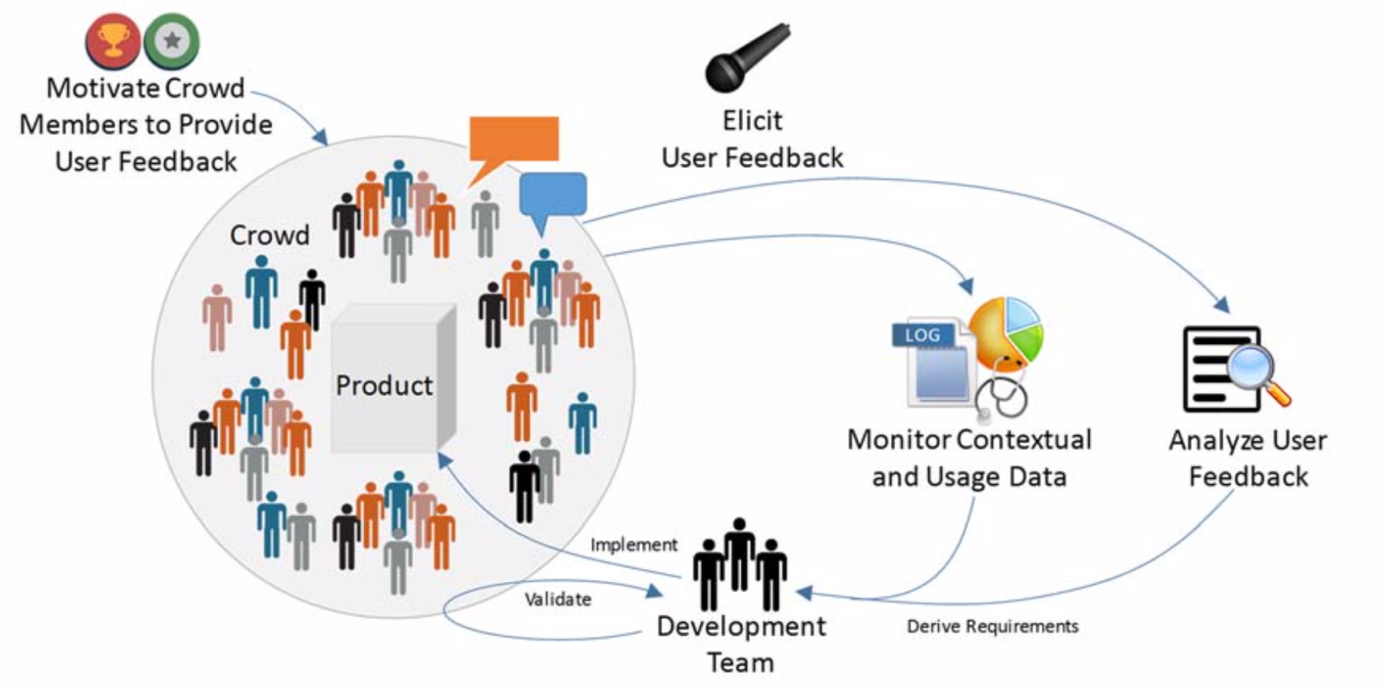 Motivate Crowd
Members to Provide
User Feedback
Elicit
User Feedback
Crowd
Product
LOG
Monitor Contextual
and Usage Data
Analyze User
Feedback
Implement
Validate
Development
Team
Derive Requirements